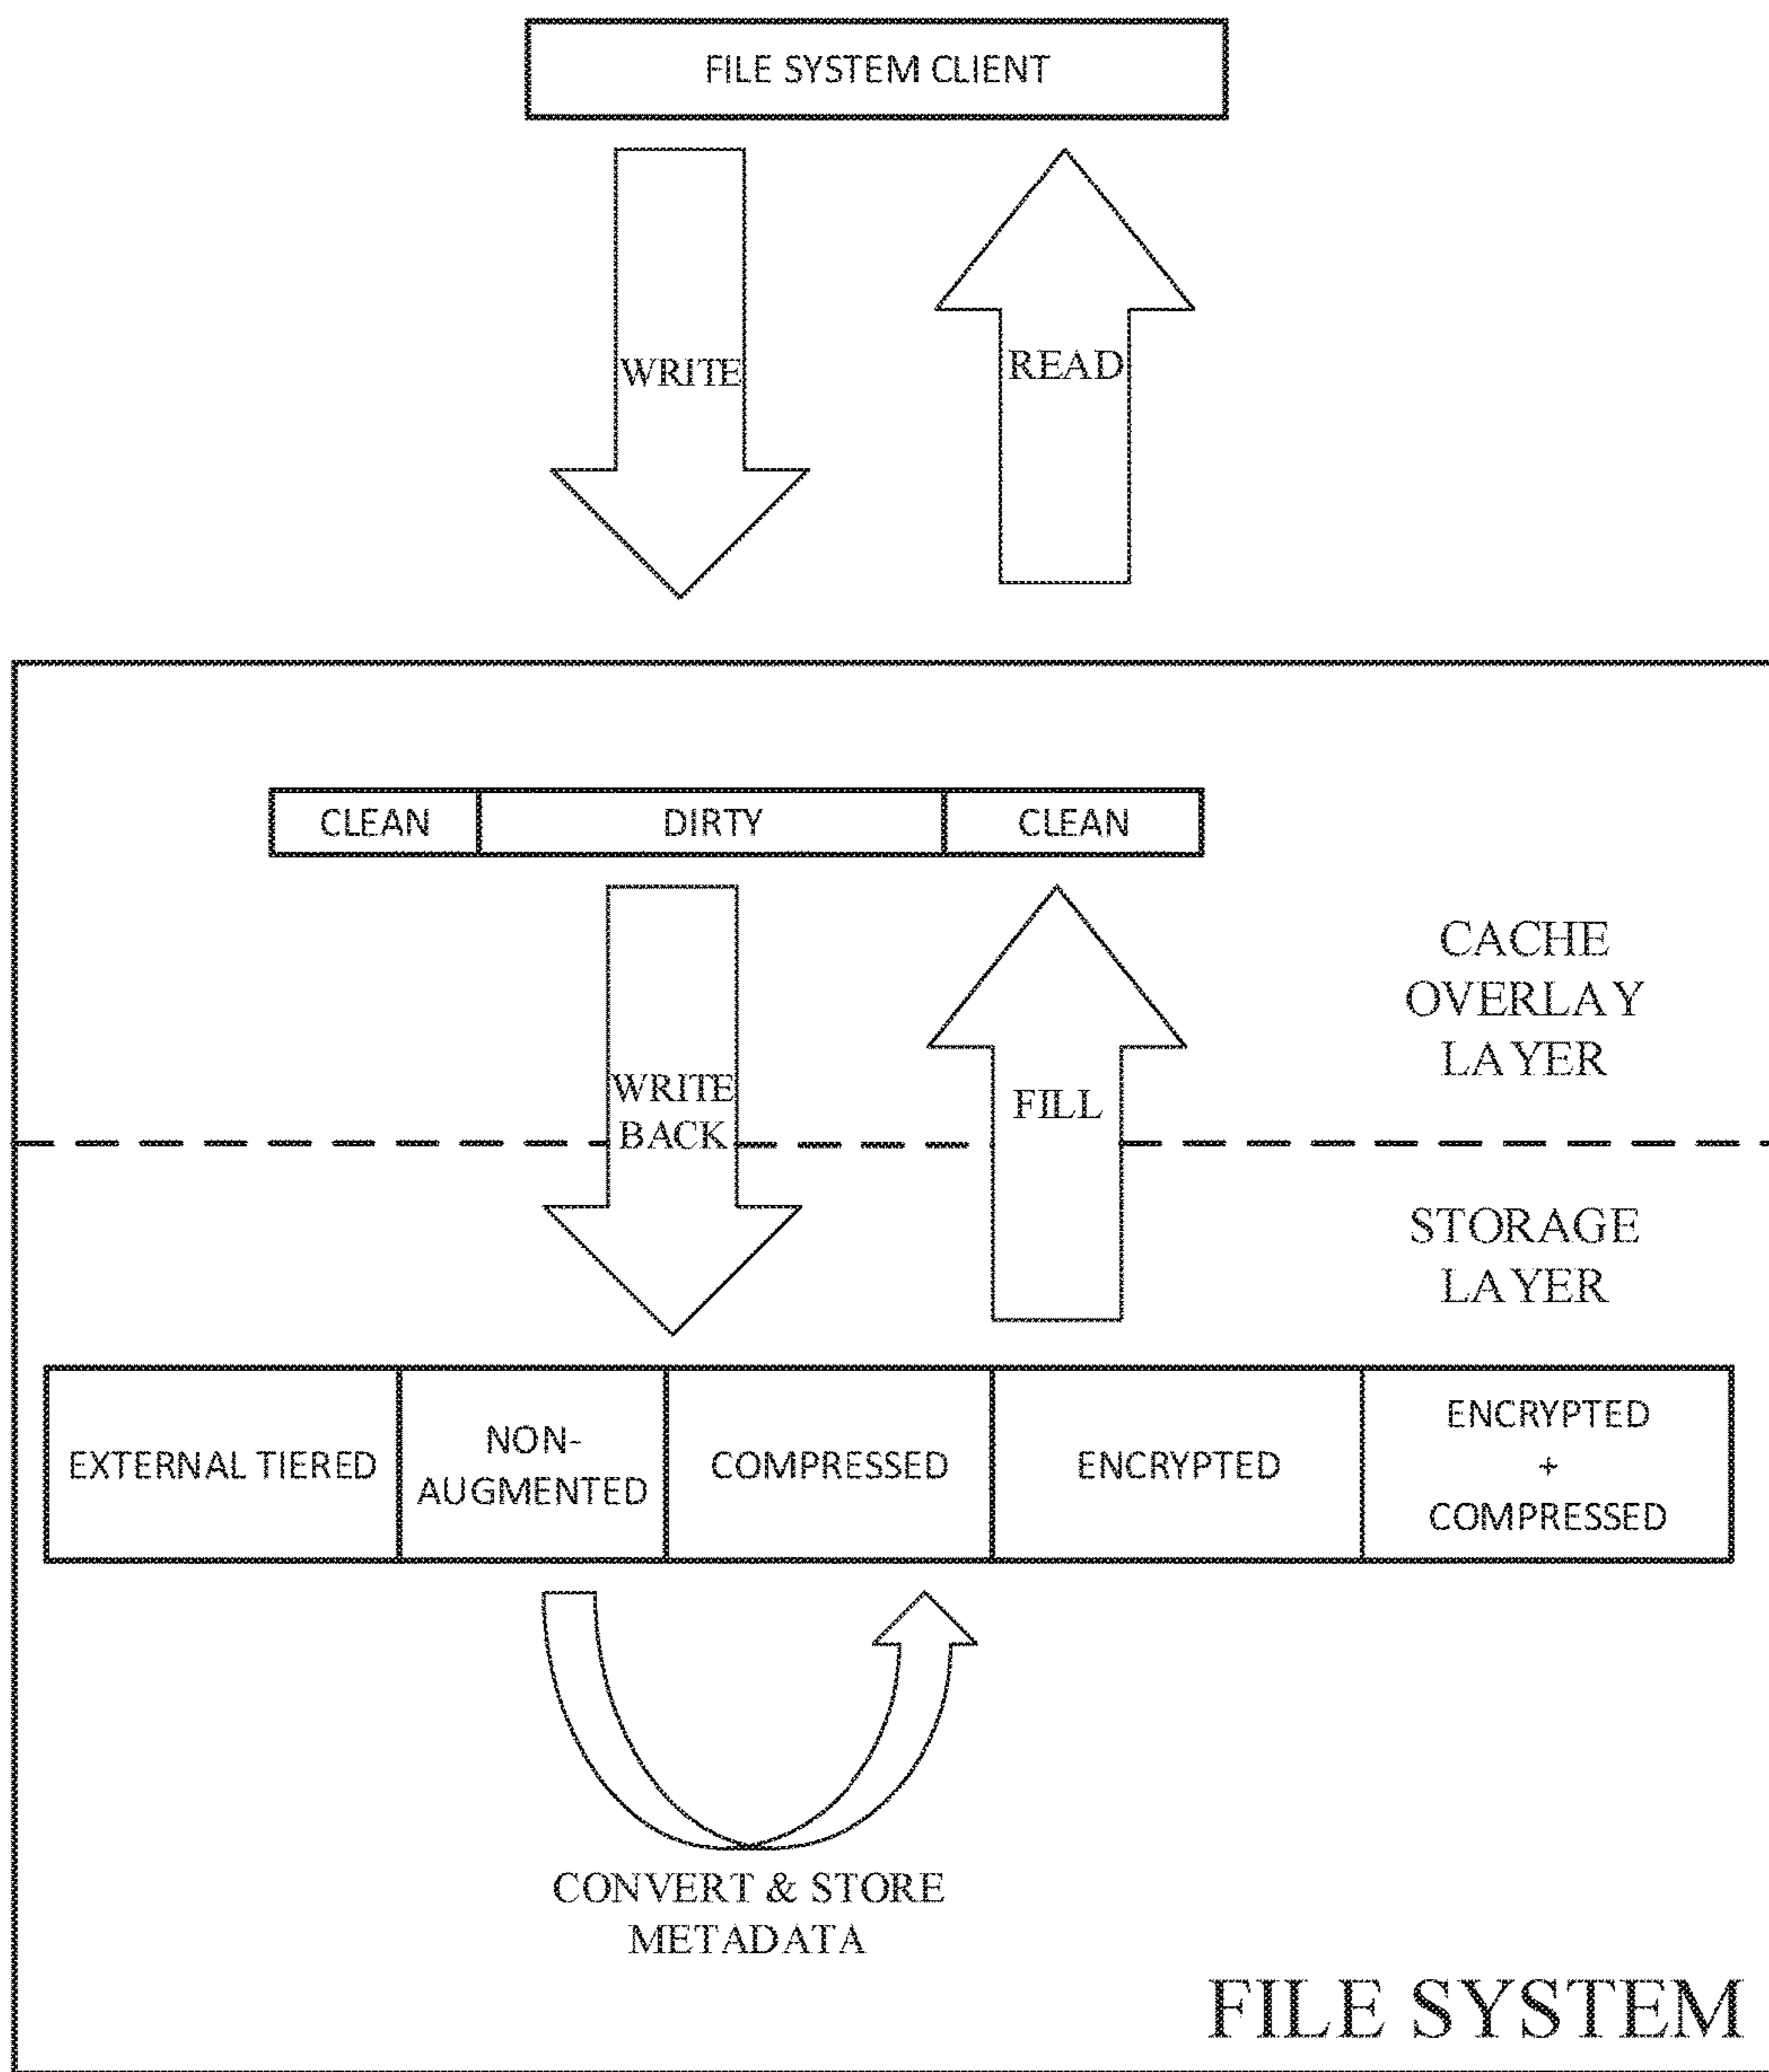 FILE SYSTEM CLIENT
WRITE
READ
CLEAN
DIRTY
CLEAN
WRITE
BACK
FILL
CACHE
OVERLAY
LAYER
STORAGE
LAYER
EXTERNAL TIERED
NON-
AUGMENTED
COMPRESSED
ENCRYPTED
ENCRYPTED
+
COMPRESSED
CONVERT & STORE
METADATA
FILE SYSTEM